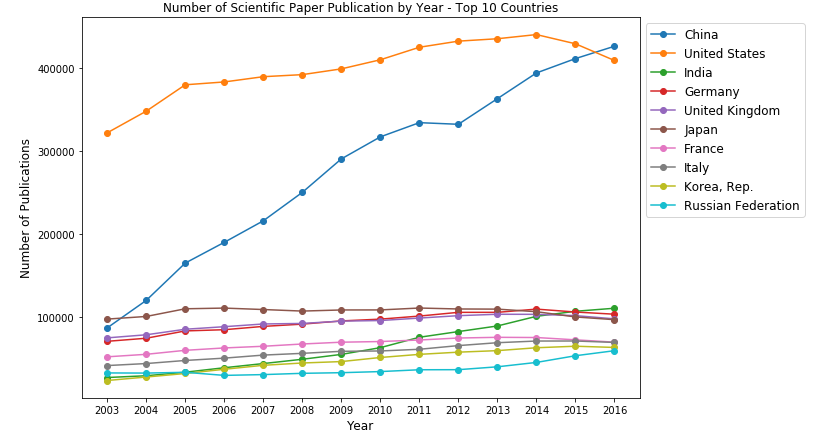 Number of Scientific Paper Publication by Year - Top 10 Countries
400000
300000
200000
100000
Number of Publications
2003 2004 2005 2006 2007 2008 2009 2010 2011 2012 2013 2014 2015 2016
Year
China
United States
India
Germany
United Kingdom
Japan
France
Italy
Korea, Rep.
Russian Federation